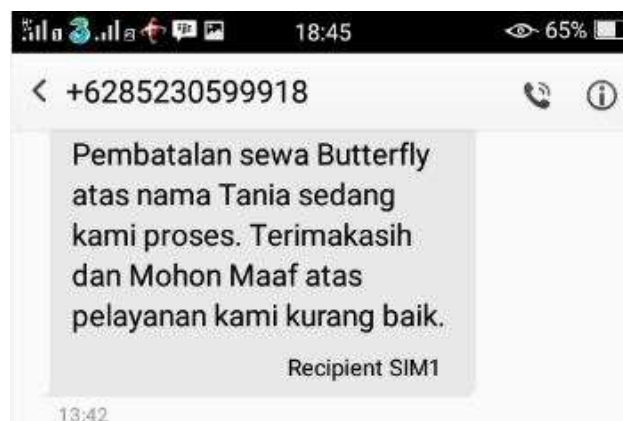 18:45
65%
+6285230599918
Pembatalan sewa Butterfly
atas nama Tania sedang
kami proses. Terimakasih
dan Mohon Maaf atas
pelayanan kami kurang baik.
Recipient SIM1
13:42